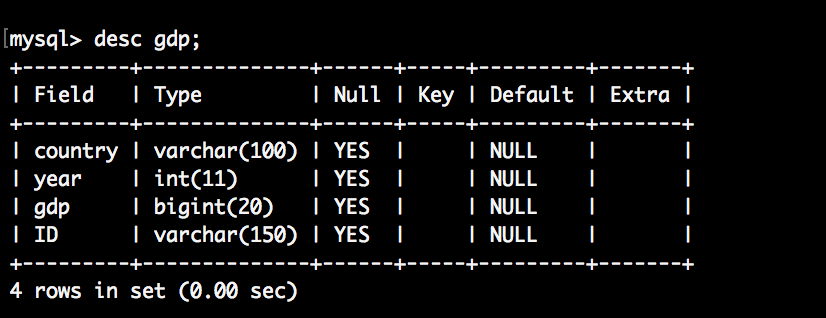 [mysql> desc gdp;
+---------+--------------+------+-----+---------+-------+
| Field   | Type         | Null | Key | Default | Extra |
+---------+--------------+------+-----+---------+-------+
| country | varchar(100) | YES  |     | NULL    |       |
| year    | int(11)      | YES  |     | NULL    |       |
| gdp     | bigint(20)   | YES  |     | NULL    |       |
| ID      | varchar(150) | YES  |     | NULL    |       |
+---------+--------------+------+-----+---------+-------+
4 rows in set (0.00 sec)